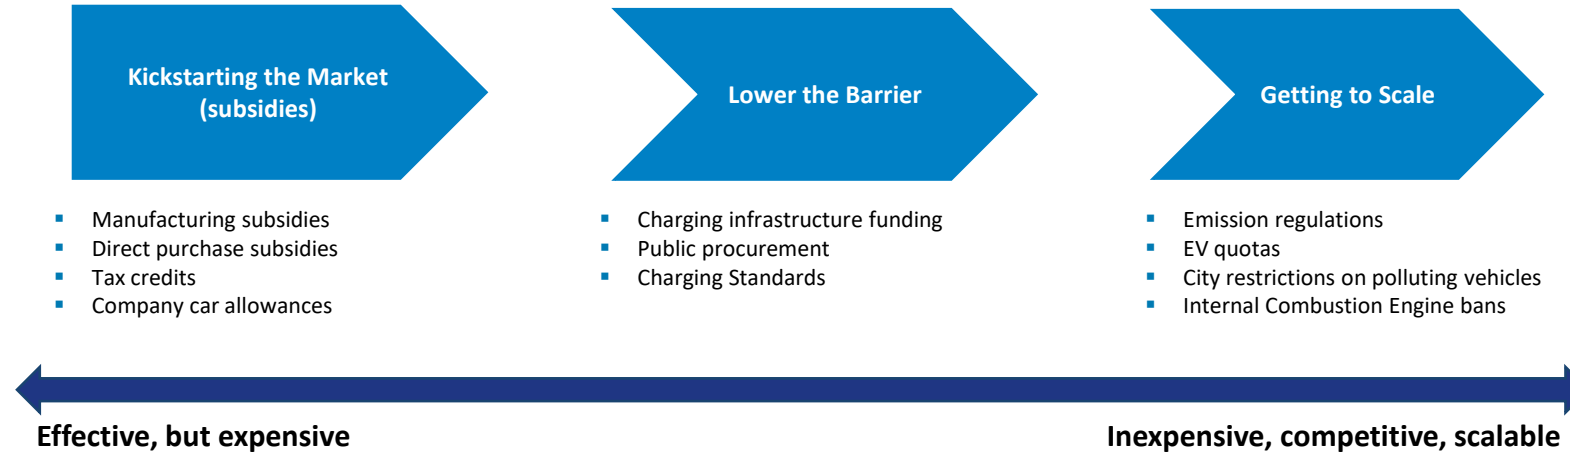 Kickstarting the Market
(subsidies)
Lower the Barrier
Getting to Scale
▪ Manufacturing subsidies
▪ Direct purchase subsidies
▪ Tax credits
▪ Company car allowances
▪ Charging infrastructure funding
▪ Public procurement
▪ Charging Standards
▪ Emission regulations
▪ EV quotas
▪ City restrictions on polluting vehicles
▪ Internal Combustion Engine bans
Effective, but expensive
Inexpensive, competitive, scalable